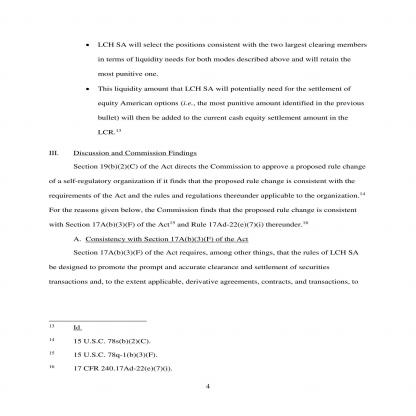 • LCH SA will select the positions consistent with the two largest clearing members
in terms of liquidity needs for both modes described above and will retain the
most punitive one.
• This liquidity amount that LCH SA will potentially need for the settlement of
equity American options (i.e., the most punitive amount identified in the previous
bullet) will then be added to the current cash equity settlement amount in the
LCR.13
III. Discussion and Commission Findings
Section 19(b)(2)(C) of the Act directs the Commission to approve a proposed rule change
of a self-regulatory organization if it finds that the proposed rule change is consistent with the
requirements of the Act and the rules and regulations thereunder applicable to the organization.14
For the reasons given below, the Commission finds that the proposed rule change is consistent
with Section 17A(b)(3)(F) of the Act15 and Rule 17Ad-22(e)(7)(i) thereunder.16
A. Consistency with Section 17A(b)(3)(F) of the Act
Section 17A(b)(3)(F) of the Act requires, among other things, that the rules of LCH SA
be designed to promote the prompt and accurate clearance and settlement of securities
transactions and, to the extent applicable, derivative agreements, contracts, and transactions, to
13 Id.
14 15 U.S.C. 78s(b)(2)(C).
15 15 U.S.C. 78q-1(b)(3)(F).
16 17 CFR 240.17Ad-22(e)(7)(i).
4